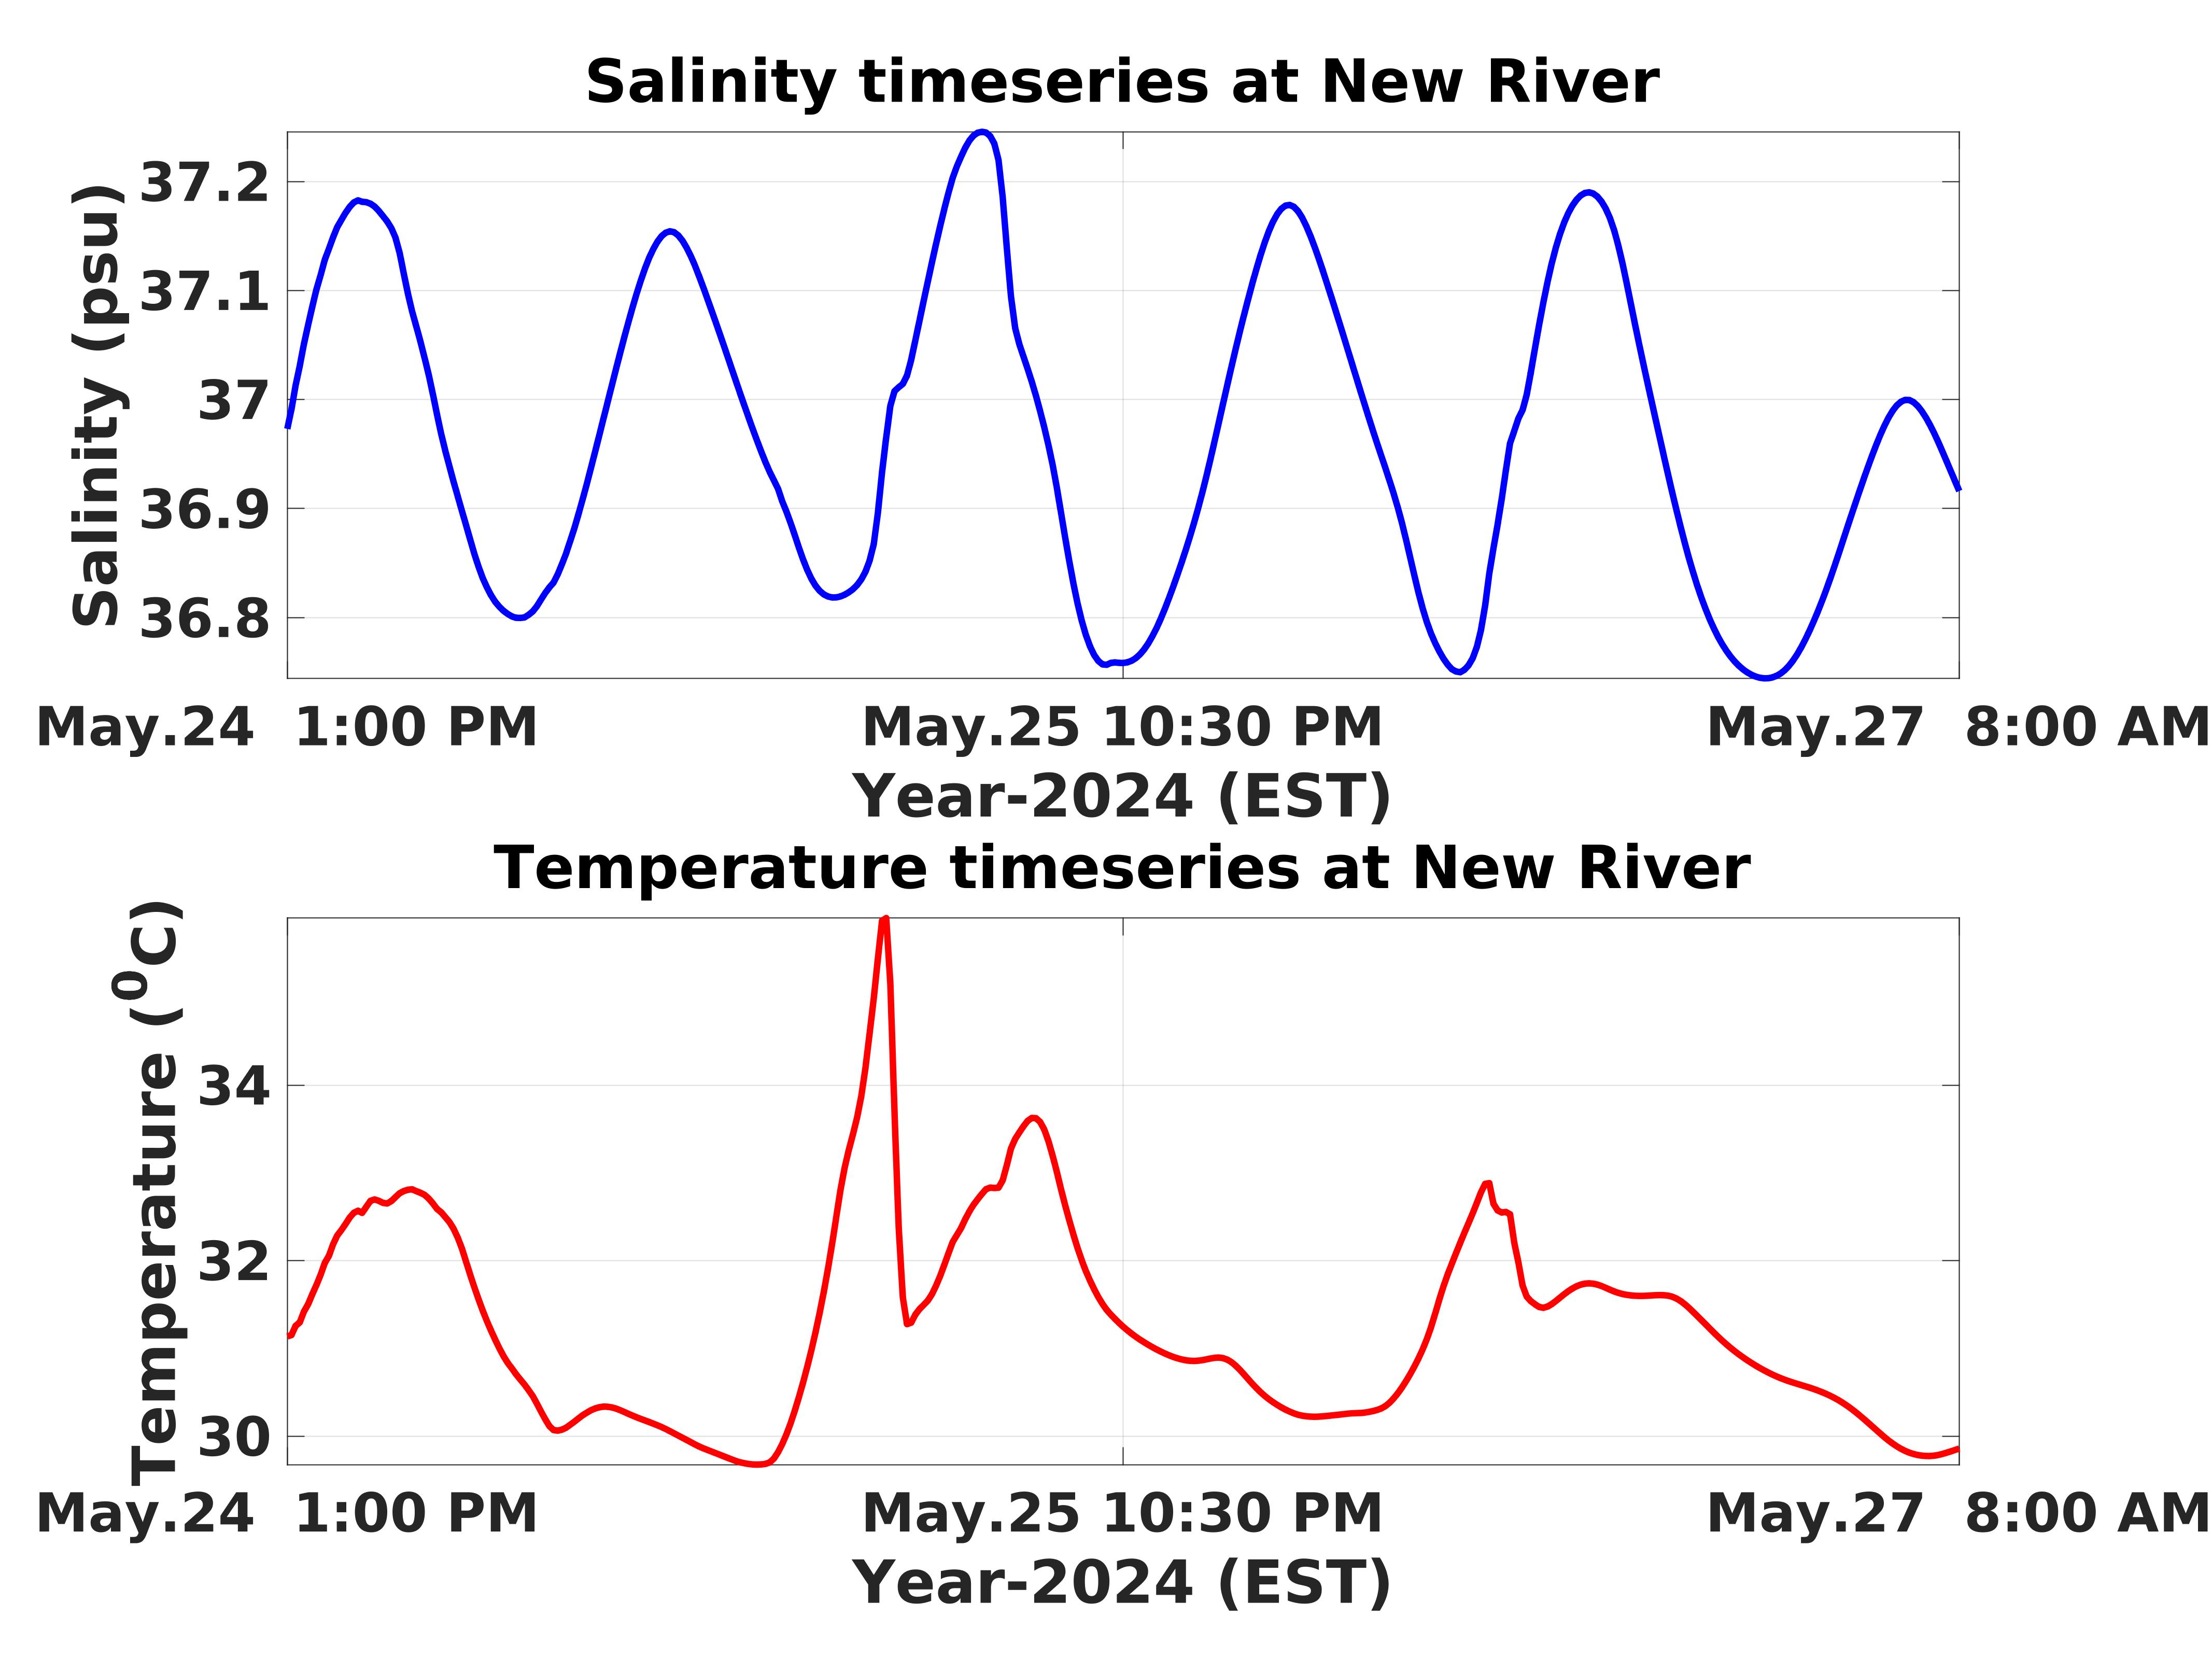 Salinity timeseries at New River
Salinity (psu)
37.2
37.1
37
36.9
36.8
May.24 1:00 PM
May.25 10:30 PM
May.27 8:00 AM
Year-2024 (EST)
Temperature timeseries at New River
Temperature (⁰C)
34
32
30
May.24 1:00 PM
May.25 10:30 PM
May.27 8:00 AM
Year-2024 (EST)